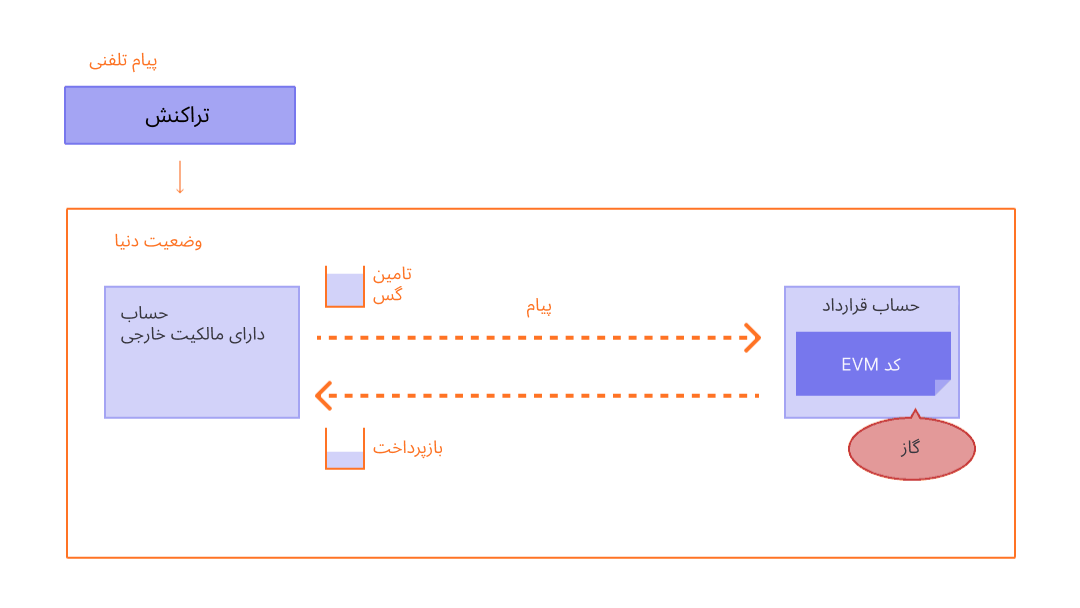 پیام تلفنی
تراکنش
وضعیت دنیا
تامین
گس
پیام
حساب
دارای مالکیت خارجی
حساب قرارداد
کد EVM
بازپرداخت
گاز